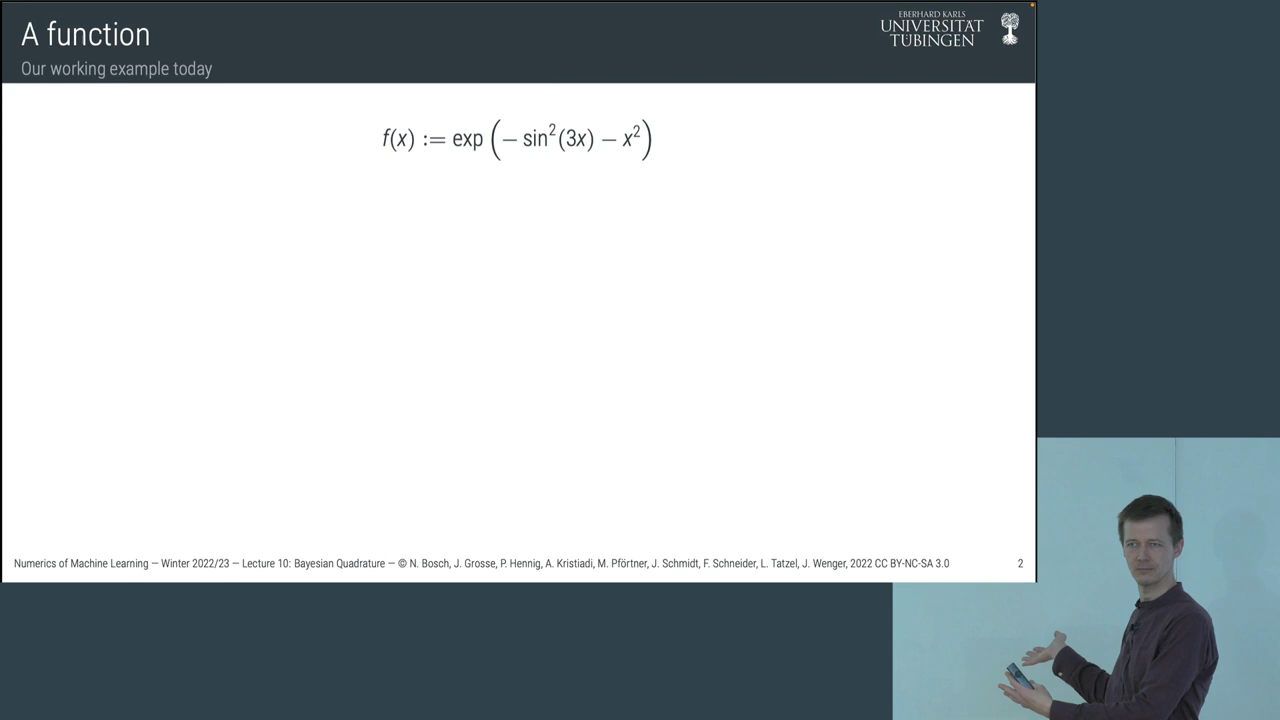 A function
Our working example today
EBERHARD KARLS
UNIVERSITÄT
TÜBINGEN
f(x) := exp (− sin²(3x) − x²)
Numerics of Machine Learning — Winter 2022/23 — Lecture 10: Bayesian Quadrature — © N. Bosch, J. Grosse, P. Hennig, A. Kristiadi, M. Pförtner, J. Schmidt, F. Schneider, L. Tatzel, J. Wenger, 2022 CC BY-NC-SA 3.0 2